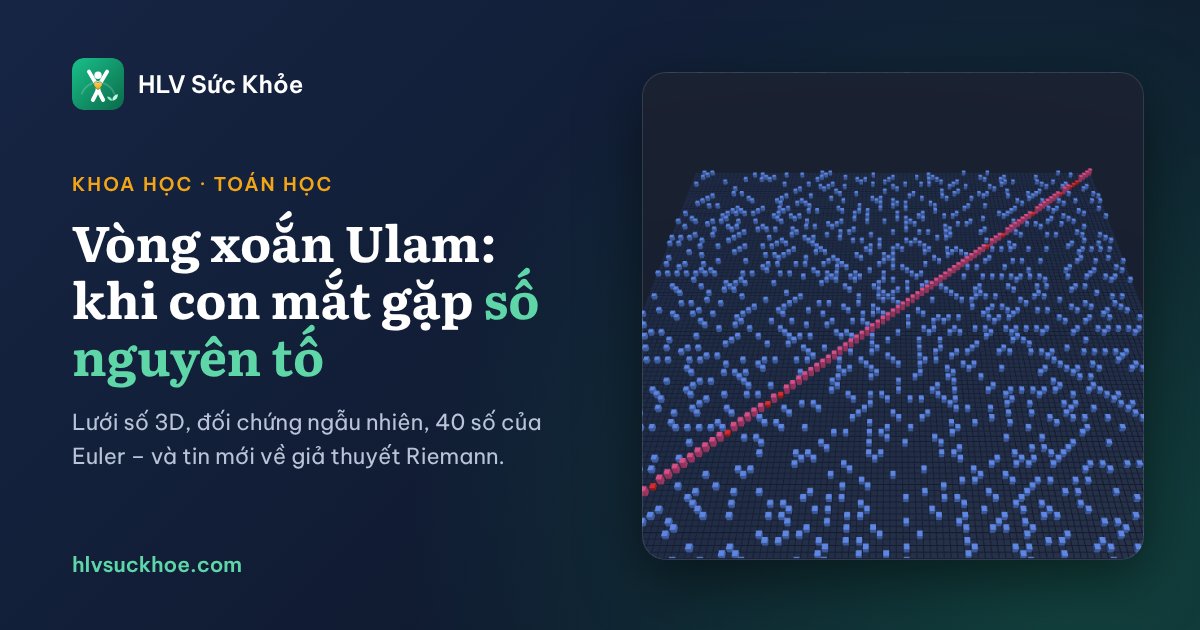 HLV Sức Khỏe
KHOA HỌC · TOÁN HỌC
Vòng xoắn Ulam:
khi con mắt gặp số
nguyên tố
Lưới số 3D, đối chứng ngẫu nhiên, 40 số của
Euler – và tin mới về giả thuyết Riemann.
hlvsuckhoe.com